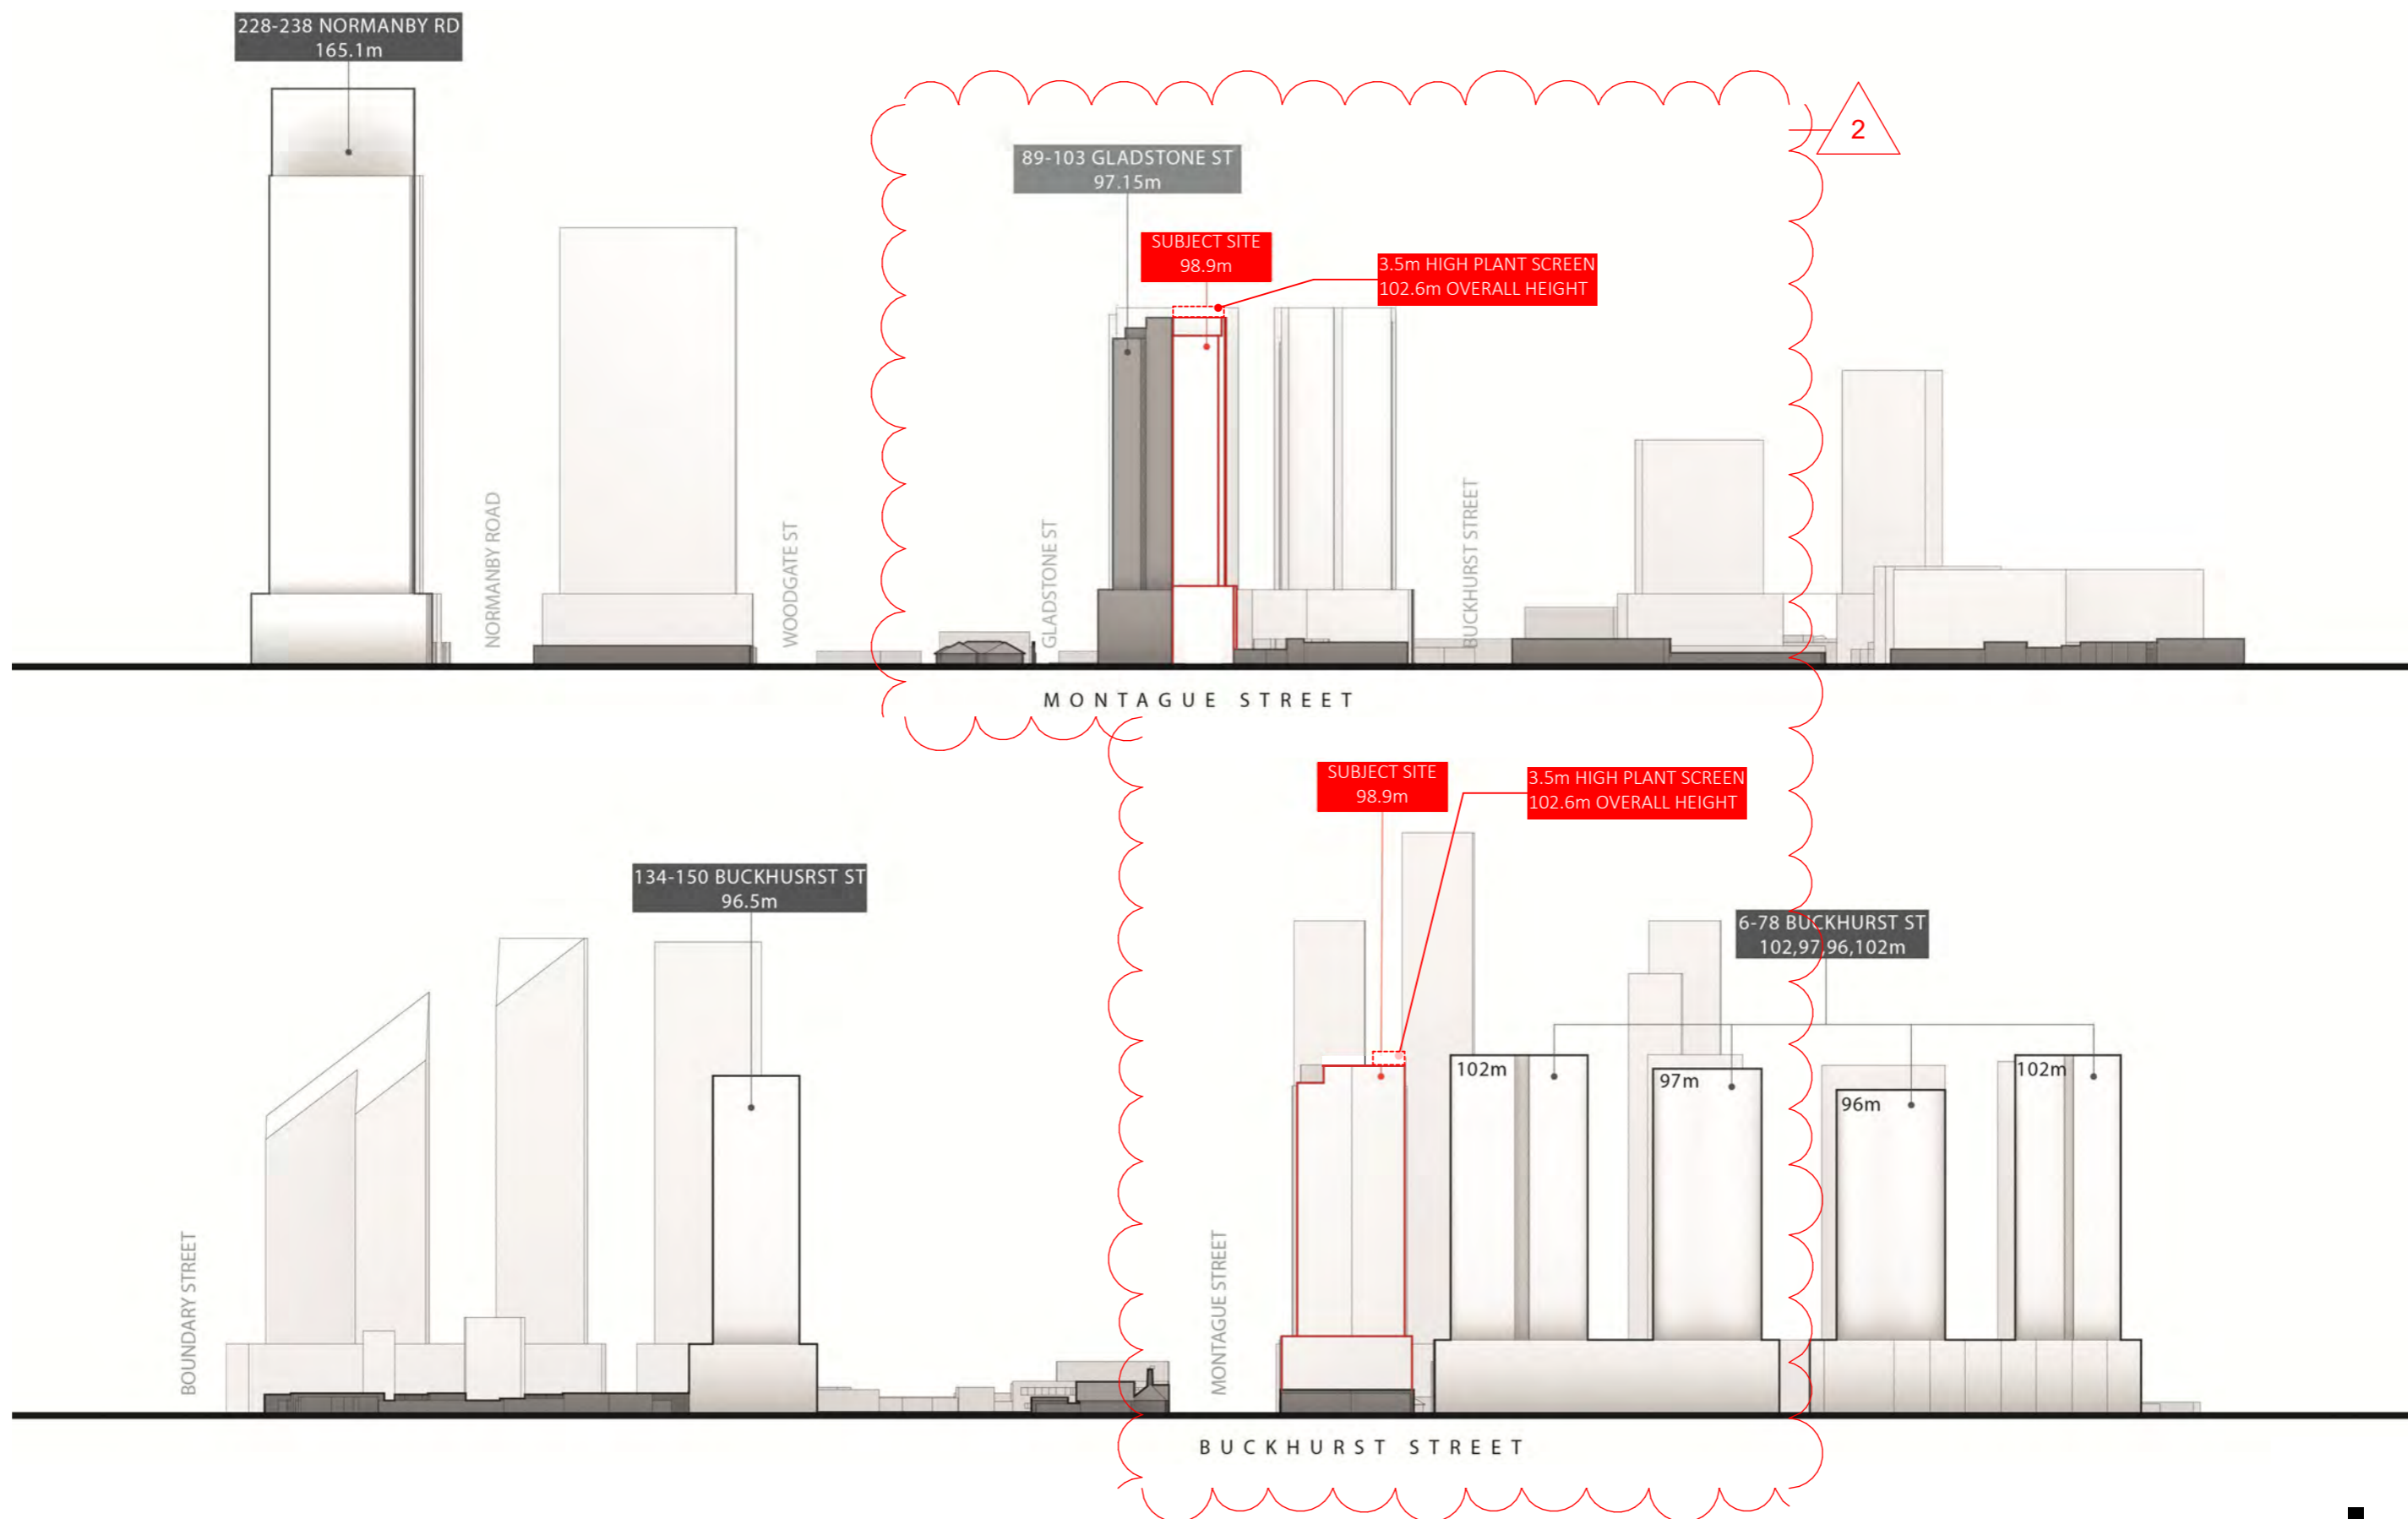 228-238 NORMANBY RD
165.1m
2
89-103 GLADSTONE ST
97.15m
SUBJECT SITE
98.9m
3.5m HIGH PLANT SCREEN
102.6m OVERALL HEIGHT
NORMANBY ROAD
WOODGATE ST
GLADSTONE ST
BUCKHURST STREET
MONTAGUE STREET
SUBJECT SITE
98.9m
3.5m HIGH PLANT SCREEN
102.6m OVERALL HEIGHT
134-150 BUCKHUSRST ST
96.5m
6-78 BUCKHURST ST
102,97,96,102m
102m
97m
96m
102m
BOUNDARY STREET
MONTAGUE STREET
BUCKHURST STREET